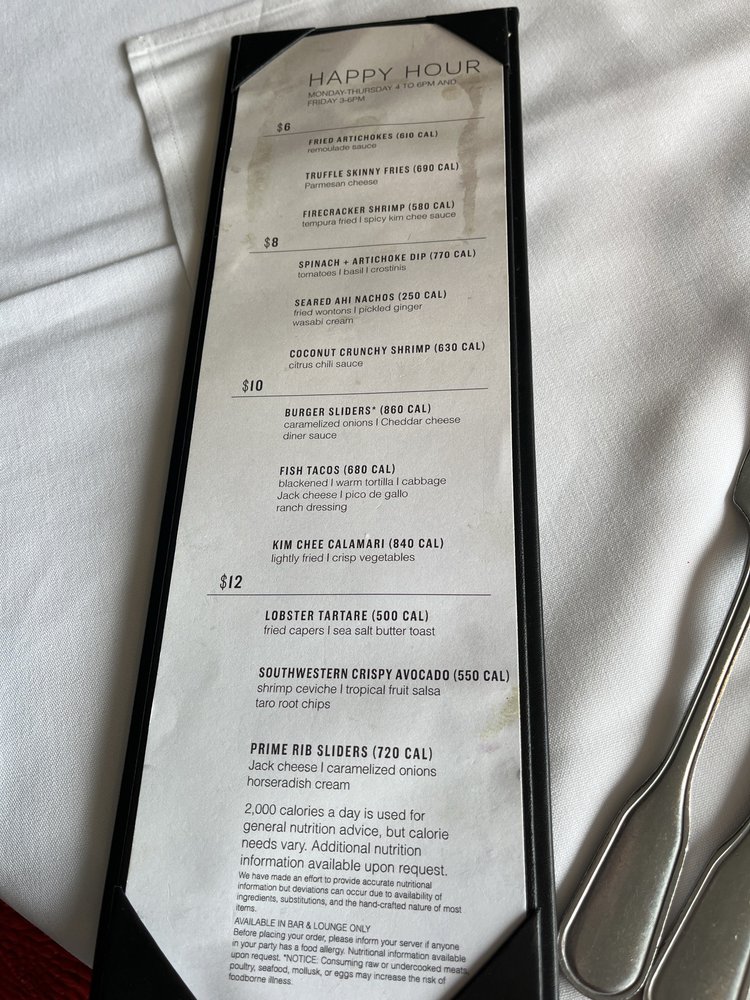 HAPPY HOUR
MONDAY-THURSDAY 4 TO 6PM AND
FRIDAY 3-6PM
$6
FRIED ARTICHOKES (610 CAL)
remoulade sauce
TRUFFLE SKINNY FRIES (690 CAL)
Parmesan cheese
FIRECRACKER SHRIMP (580 CAL)
tempura fried | spicy kim chee sauce
$8
SPINACH + ARTICHOKE DIP (770 CAL)
tomatoes | basil | crostinis
SEARED AHI NACHOS (250 CAL)
fried wontons | pickled ginger
wasabi cream
COCONUT CRUNCHY SHRIMP (630 CAL)
citrus chili sauce
$10
BURGER SLIDERS* (860 CAL)
caramelized onions | Cheddar cheese
diner sauce
FISH TACOS (680 CAL)
blackened | warm tortilla | cabbage
Jack cheese | pico de gallo
ranch dressing
KIM CHEE CALAMARI (840 CAL)
lightly fried | crisp vegetables
$12
LOBSTER TARTARE (500 CAL)
fried capers | sea salt butter toast
SOUTHWESTERN CRISPY AVOCADO (550 CAL)
shrimp ceviche | tropical fruit salsa
taro root chips
PRIME RIB SLIDERS (720 CAL)
Jack cheese | caramelized onions
horseradish cream
2,000 calories a day is used for
general nutrition advice, but calorie
needs vary. Additional nutrition
information available upon request.
We have made an effort to provide accurate nutritional
information but deviations can occur due to availability of
ingredients, substitutions, and the hand-crafted nature of most
items.
AVAILABLE IN BAR & LOUNGE ONLY
Before placing your order, please inform your server if anyone
in your party has a food allergy. Nutritional information available
upon request. *NOTICE: Consuming raw or undercooked meats,
poultry, seafood, mollusk, or eggs may increase the risk of
foodborne illness.